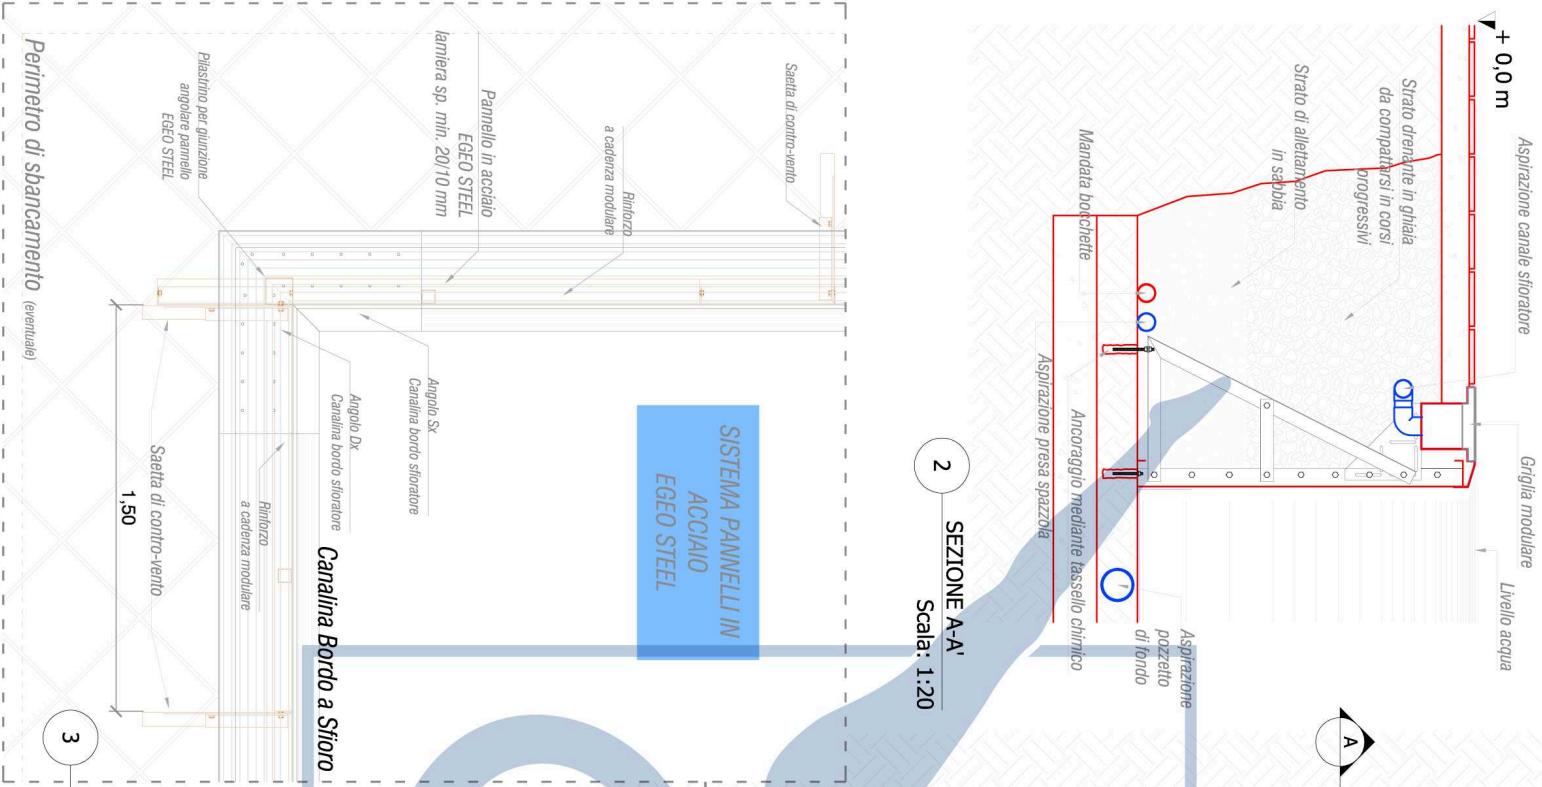 + 0,0 m
Aspirazione canale sfioratore
Griglia modulare
Livello acqua
Strato drenante in ghiaia
da compattarsi in corsi
progressivi
Strato di allettamento
in sabbia
Mandata bocchette
Aspirazione presa spazzola
Ancoraggio mediante tassello chimico
Aspirazione
pozzetto
di fondo
A
2
SEZIONE A-A'
Scala: 1:20
Saetta di contro-vento
Rinforzo
a cadenza modulare
Pannello in acciaio
EGEO STEEL
lamiera sp. min. 20/10 mm
Pilastrino per giunzione
angolare pannello
EGEO STEEL
Perimetro di sbancamento (eventuale)
SISTEMA PANNELLI IN
ACCIAIO
EGEO STEEL
Angolo Sx
Canalina bordo sfioratore
Angolo Dx
Canalina bordo sfioratore
Canalina Bordo a Sfioro
Rinforzo
a cadenza modulare
Saetta di contro-vento
1,50
3